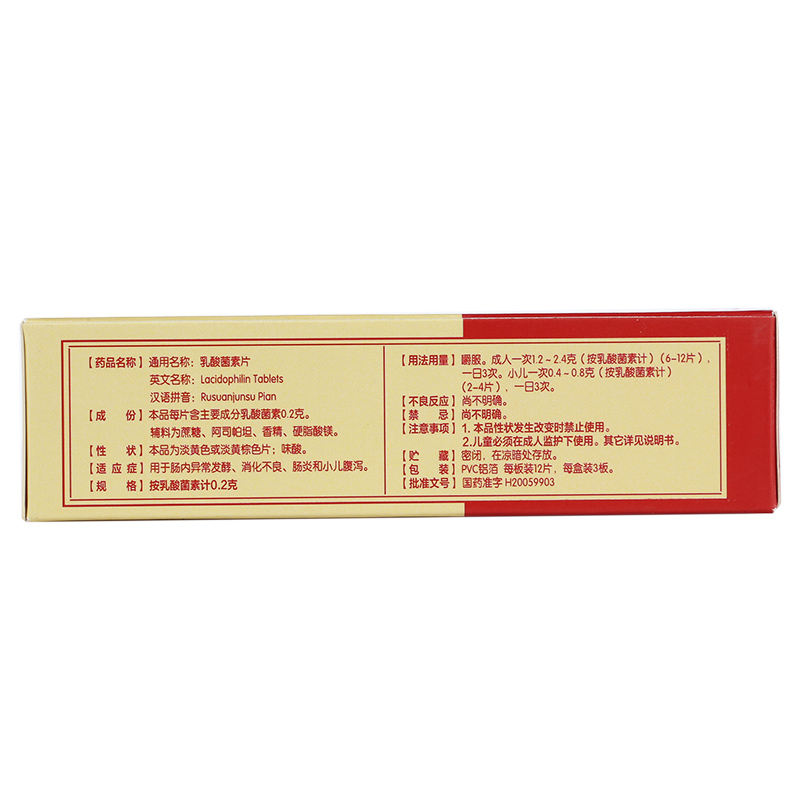 【药品名称】通用名称：乳酸菌素片
英文名称：Lacidophilin Tablets
汉语拼音：Rusuanjunsu Pian
【成　份】本品每片含主要成分乳酸菌素0.2克。
辅料为蔗糖、阿司帕坦、香精、硬脂酸镁。
【性　状】本品为淡黄色或淡黄棕色片；味酸。
【适 应 症】用于肠内异常发酵、消化不良、肠炎和小儿腹泻。
【规　格】按乳酸菌素计0.2克
【用法用量】嚼服。成人一次1.2～2.4克（按乳酸菌素计）（6-12片），
一日3次。小儿一次0.4～0.8克（按乳酸菌素计）
（2-4片），一日3次。
【不良反应】尚不明确。
【禁　忌】尚不明确。
【注意事项】1. 本品性状发生改变时禁止使用。
2.儿童必须在成人监护下使用。其它详见说明书。
【贮　藏】密闭，在凉暗处存放。
【包　装】PVC铝箔 每板装12片，每盒装3板。
【批准文号】国药准字 H20059903